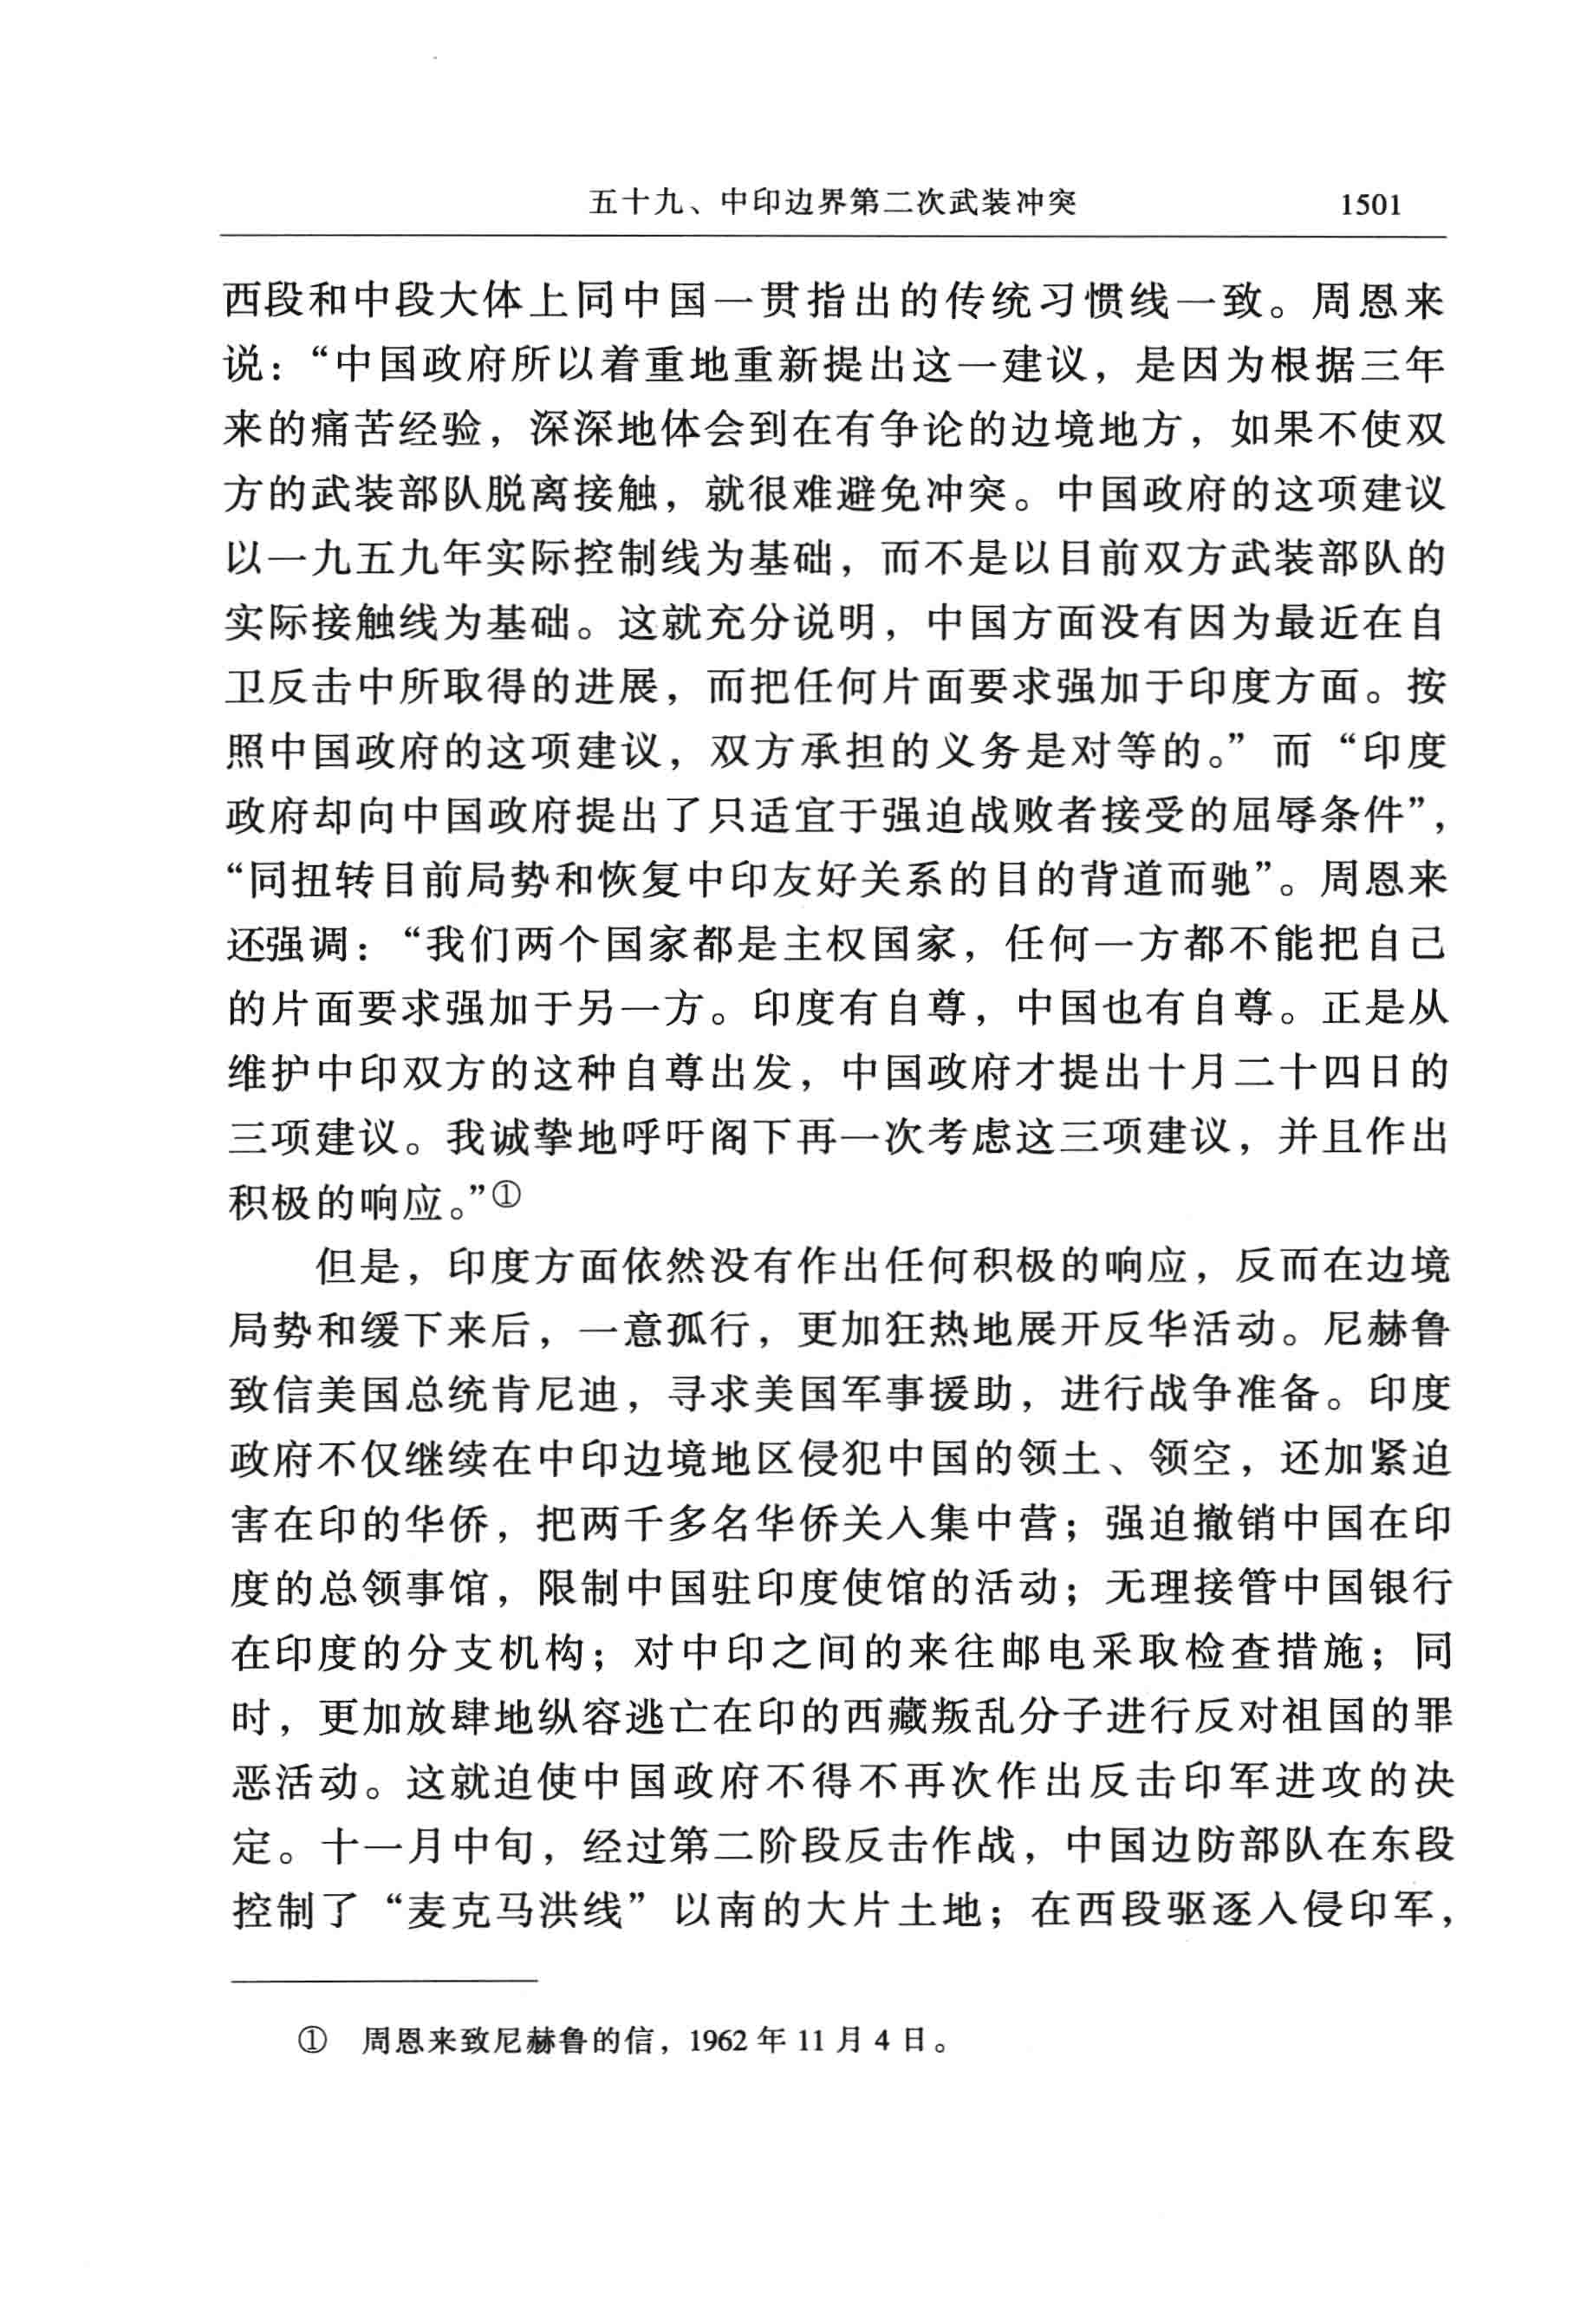 五十九、中印边界第二次武装冲突 1501
西段和中段大体上同中国一贯指出的传统习惯线一致。周恩来
说：“中国政府所以着重地重新提出这一建议，是因为根据三年
来的痛苦经验，深深地体会到在有争论的边境地方，如果不使双
方的武装部队脱离接触，就很难避免冲突。中国政府的这项建议
以一九五九年实际控制线为基础，而不是以目前双方武装部队的
实际接触线为基础。这就充分说明，中国方面没有因为最近在自
卫反击中所取得的进展，而把任何片面要求强加于印度方面。按
照中国政府的这项建议，双方承担的义务是对等的。”而“印度
政府却向中国政府提出了只适宜于强迫战败者接受的屈辱条件”，
“同扭转目前局势和恢复中印友好关系的目的背道而驰”。周恩来
还强调：“我们两个国家都是主权国家，任何一方都不能把自己
的片面要求强加于另一方。印度有自尊，中国也有自尊。正是从
维护中印双方的这种自尊出发，中国政府才提出十月二十四日的
三项建议。我诚挚地呼吁阁下再一次考虑这三项建议，并且作出
积极的响应。”①
但是，印度方面依然没有作出任何积极的响应，反而在边境
局势和缓下来后，一意孤行，更加狂热地展开反华活动。尼赫鲁
致信美国总统肯尼迪，寻求美国军事援助，进行战争准备。印度
政府不仅继续在中印边境地区侵犯中国的领土、领空，还加紧迫
害在印的华侨，把两千多名华侨关入集中营；强迫撤销中国在印
度的总领事馆，限制中国驻印度使馆的活动；无理接管中国银行
在印度的分支机构；对中印之间的来往邮电采取检查措施；同
时，更加放肆地纵容逃亡在印的西藏叛乱分子进行反对祖国的罪
恶活动。这就迫使中国政府不得不再次作出反击印军进攻的决
定。十一月中旬，经过第二阶段反击作战，中国边防部队在东段
控制了“麦克马洪线”以南的大片土地；在西段驱逐入侵印军，
① 周恩来致尼赫鲁的信，1962年11月4日。